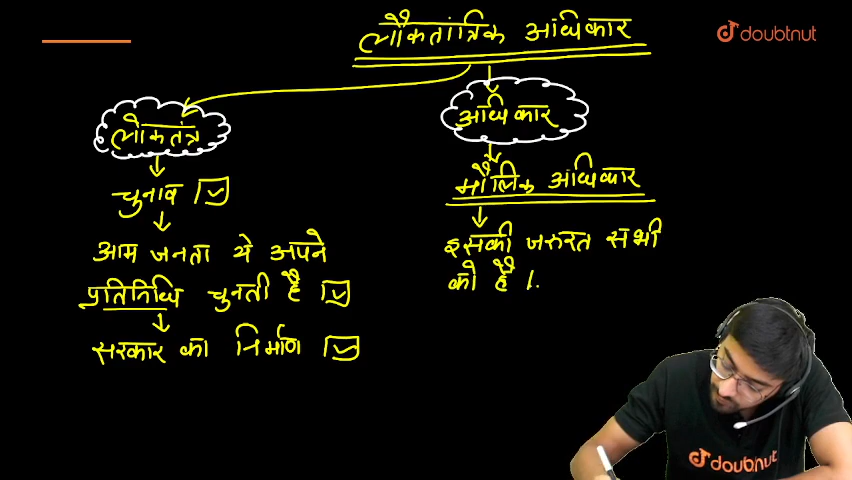 लोकतांत्रिक अधिकार
doubtnut
लोकतंत्र
अधिकार
चुनाव
आम जनता ये अपने
प्रतिनिधि चुनती है
सरकार का निर्माण
मौलिक अधिकार
इसकी जरुरत सभी
को है।
doubtnut